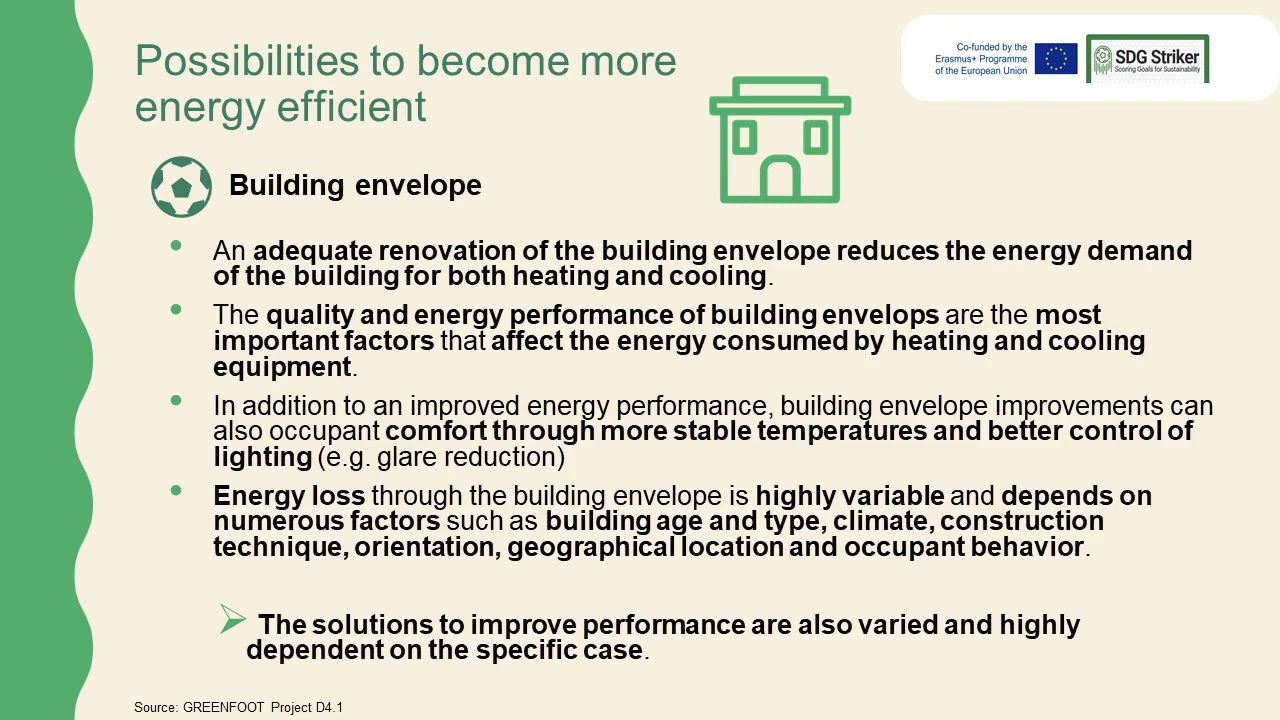 Possibilities to become more
energy efficient
Co-funded by the
Erasmus+ Programme
of the European Union
SDG Striker
Scoring Goals for Sustainability
Building envelope
• An adequate renovation of the building envelope reduces the energy demand
of the building for both heating and cooling.
• The quality and energy performance of building envelops are the most
important factors that affect the energy consumed by heating and cooling
equipment.
• In addition to an improved energy performance, building envelope improvements can
also occupant comfort through more stable temperatures and better control of
lighting (e.g. glare reduction)
• Energy loss through the building envelope is highly variable and depends on
numerous factors such as building age and type, climate, construction
technique, orientation, geographical location and occupant behavior.
➢ The solutions to improve performance are also varied and highly
dependent on the specific case.
Source: GREENFOOT Project D4.1